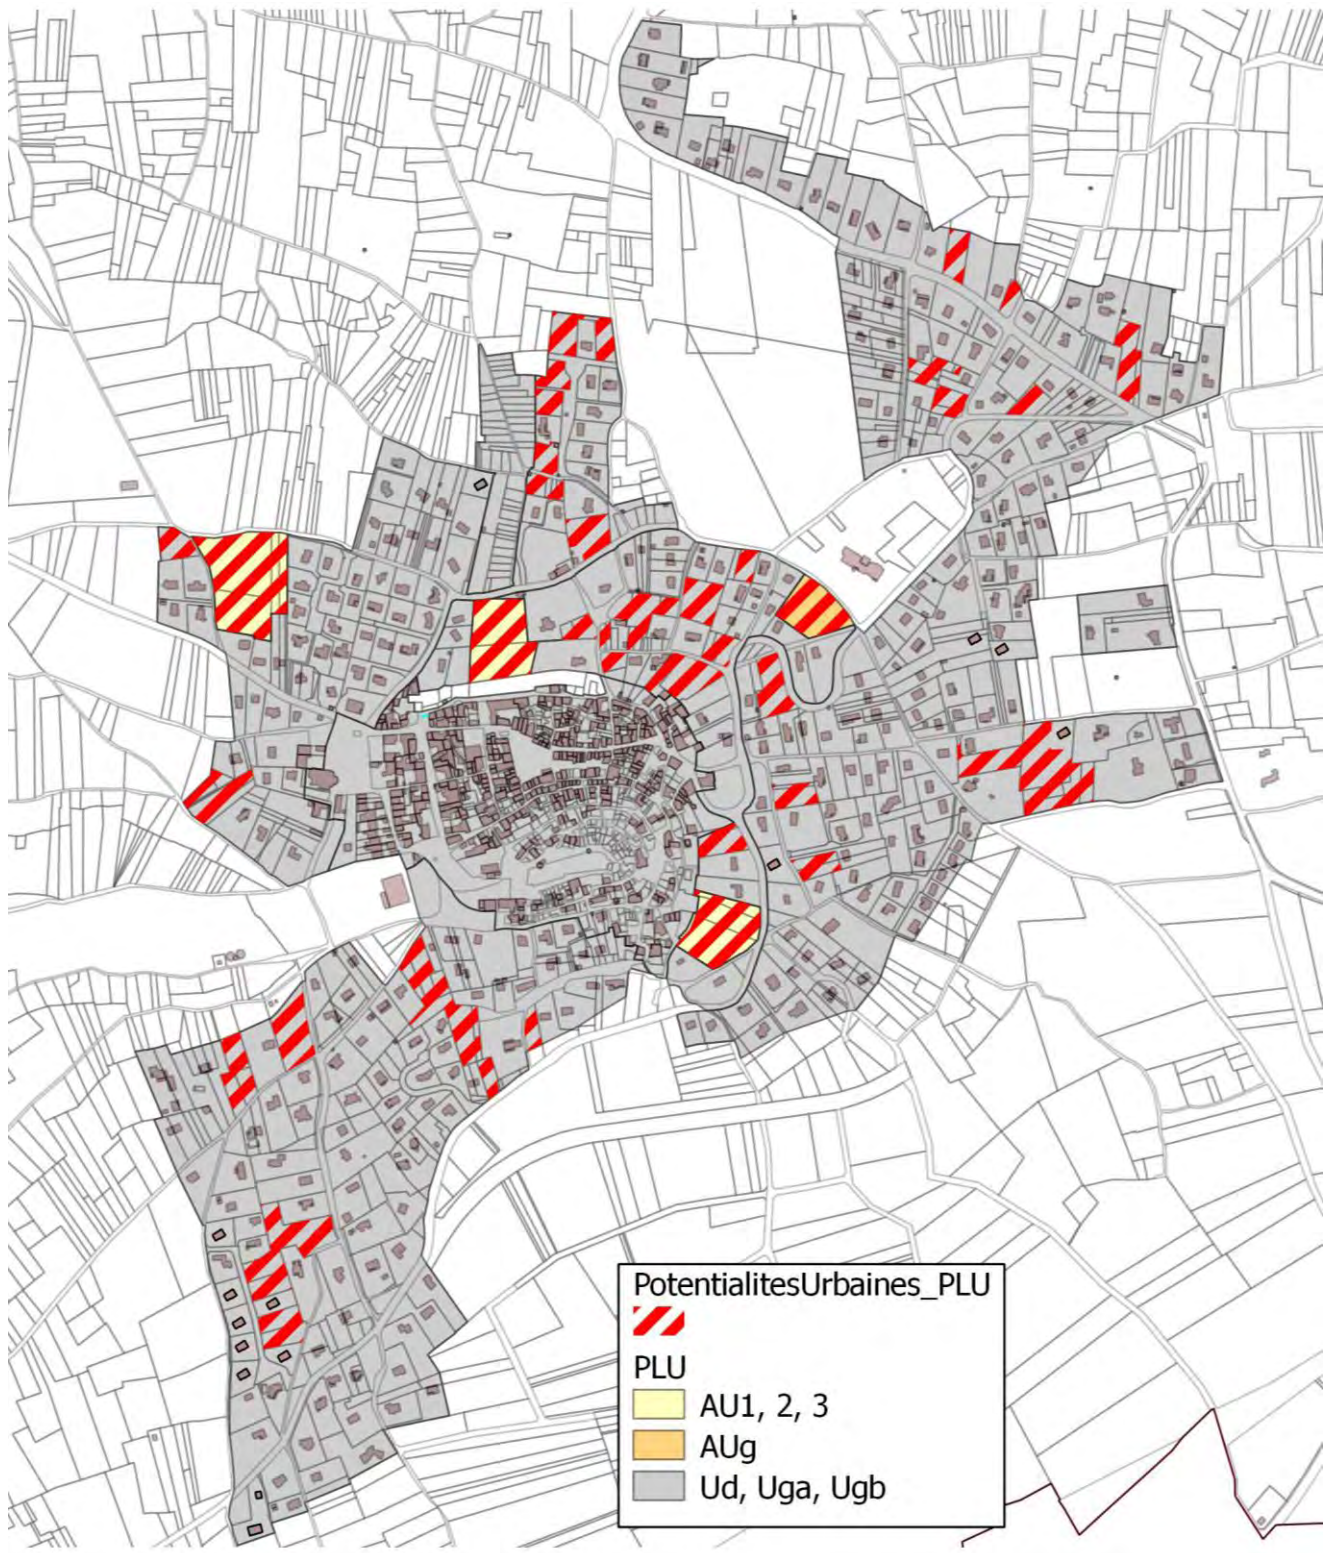 PotentialitesUrbaines_PLU
PLU
AU1, 2, 3
AUg
Ud, Uga, Ugb